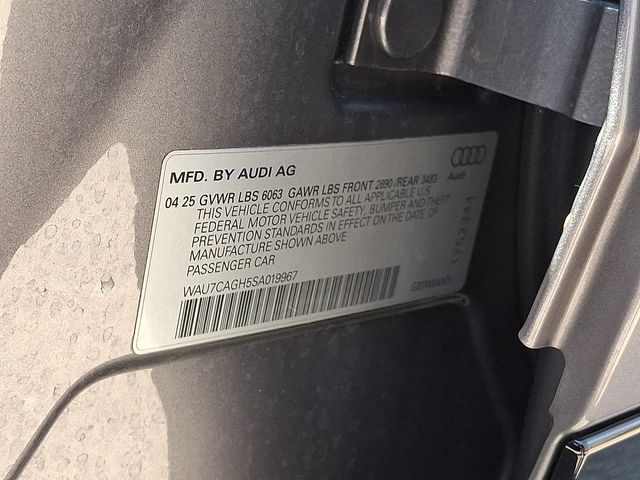 MFD. BY AUDI AG
Audi
04 25 GVWR LBS 6063 GAWR LBS FRONT 2690 /REAR 3483
THIS VEHICLE CONFORMS TO ALL APPLICABLE U.S.
FEDERAL MOTOR VEHICLE SAFETY, BUMPER AND THEFT
PREVENTION STANDARDS IN EFFECT ON THE DATE OF
MANUFACTURE SHOWN ABOVE
PASSENGER CAR
WAU7CAGH5SA019967
GERMANY
1752344